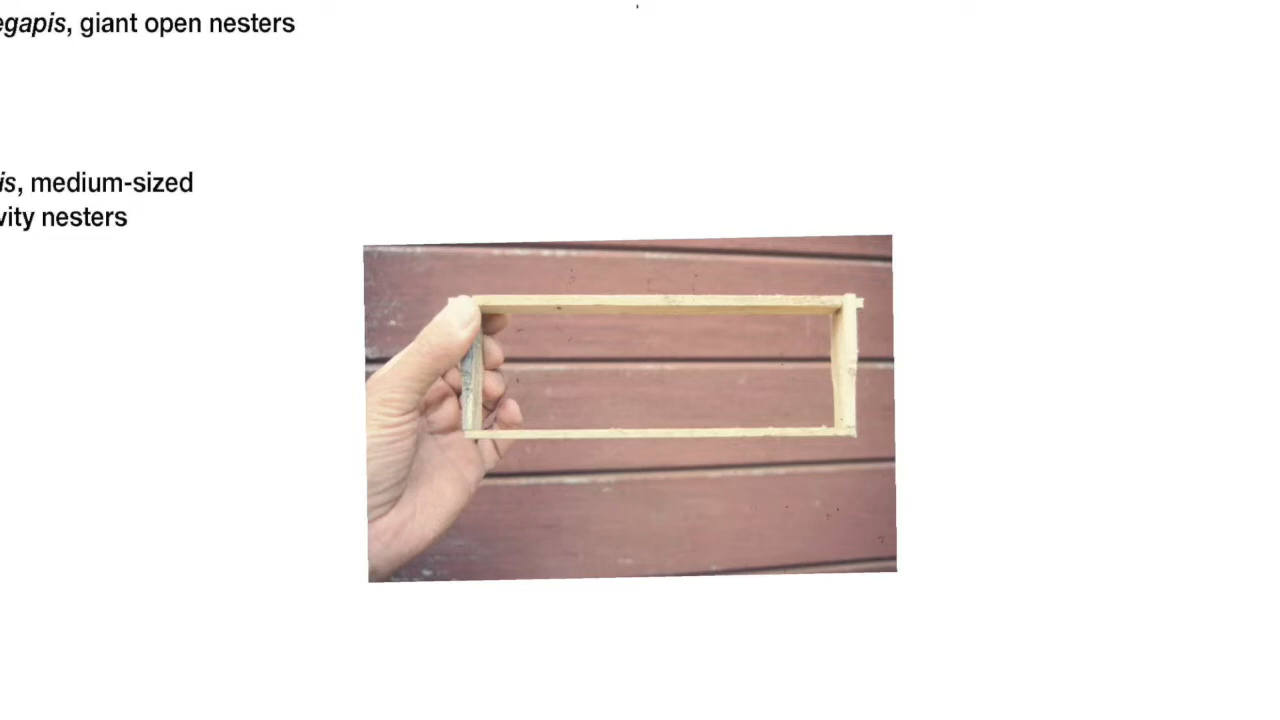 egapis, giant open nesters
is, medium-sized
vity nesters